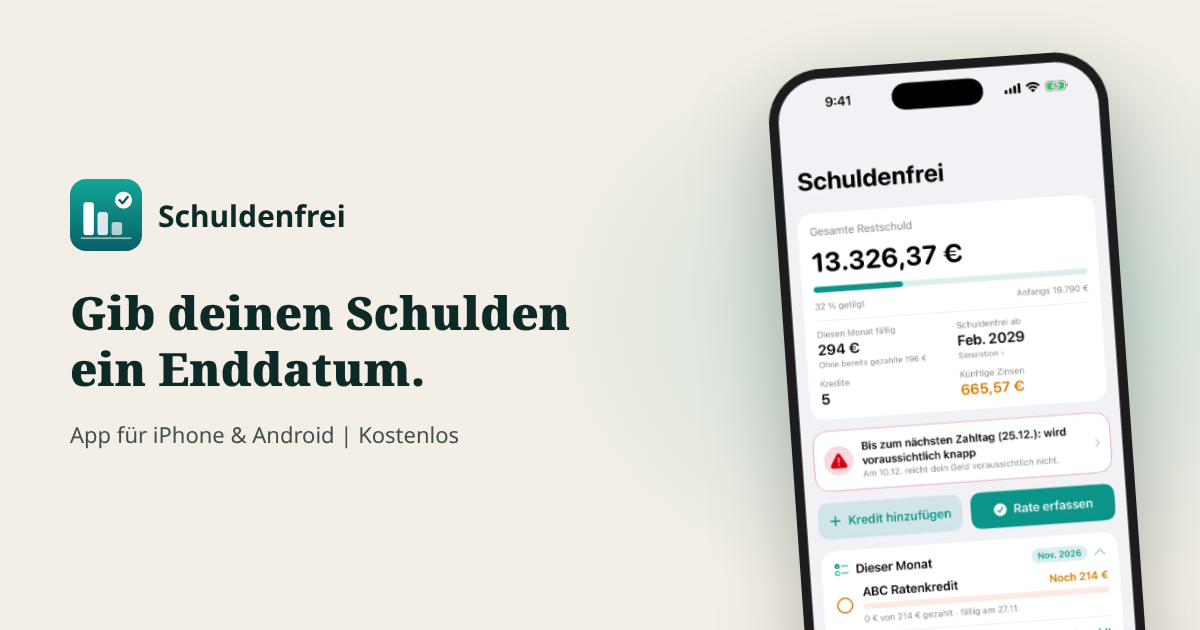 Schuldenfrei
Gib deinen Schulden
ein Enddatum.
App für iPhone & Android | Kostenlos
9:41
Schuldenfrei
Gesamte Restschuld
13.326,37 €
32 % getilgt
Anfangs 19.790 €
Diesen Monat fällig
294 €
Ohne bereits gezahlte 196 €
Schuldenfrei ab
Feb. 2029
Simulation ›
Kredite
5
Künftige Zinsen
665,57 €
Bis zum nächsten Zahltag (25.12.): wird
voraussichtlich knapp
Am 10.12. reicht dein Geld voraussichtlich nicht.
+ Kredit hinzufügen
Rate erfassen
Dieser Monat
Nov. 2026
ABC Ratenkredit
Noch 214 €
0 € von 214 € gezahlt · fällig am 27.11.